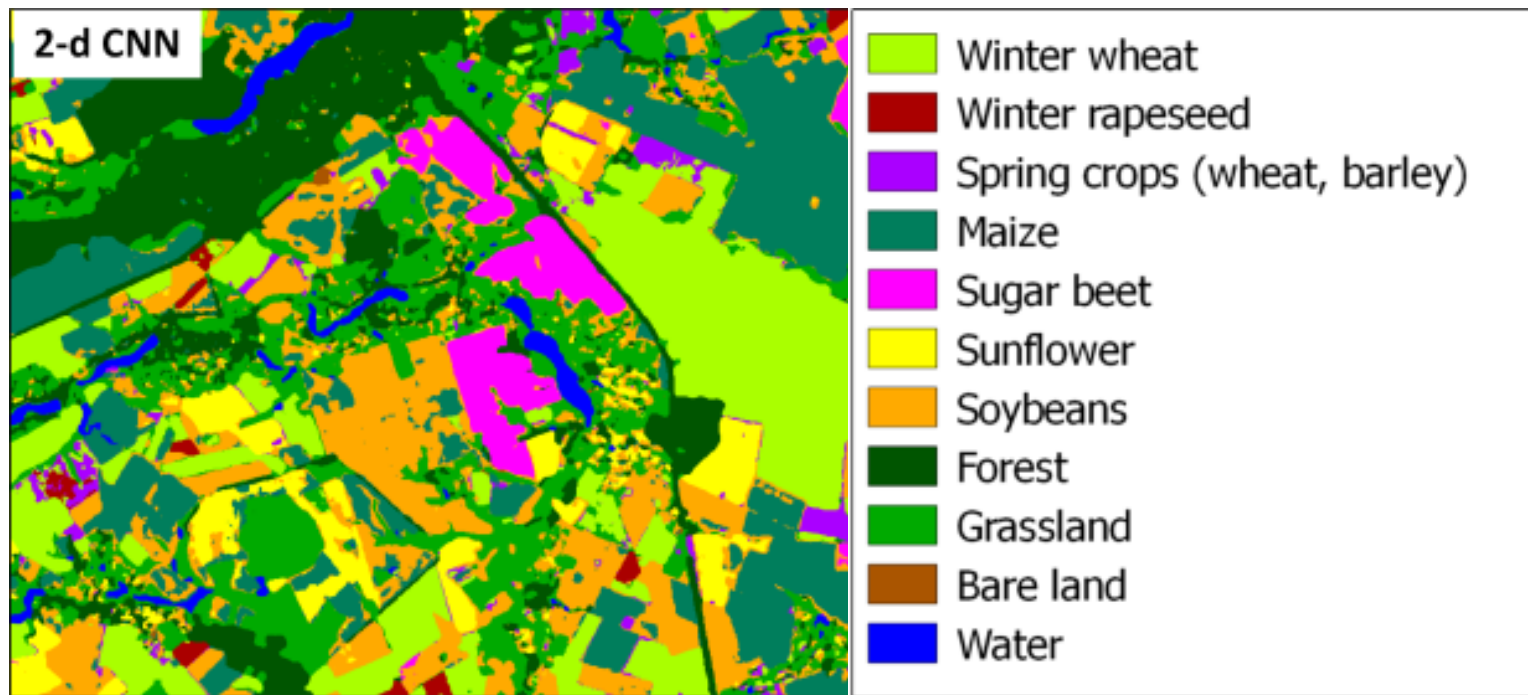 2-d CNN
Winter wheat
Winter rapeseed
Spring crops (wheat, barley)
Maize
Sugar beet
Sunflower
Soybeans
Forest
Grassland
Bare land
Water